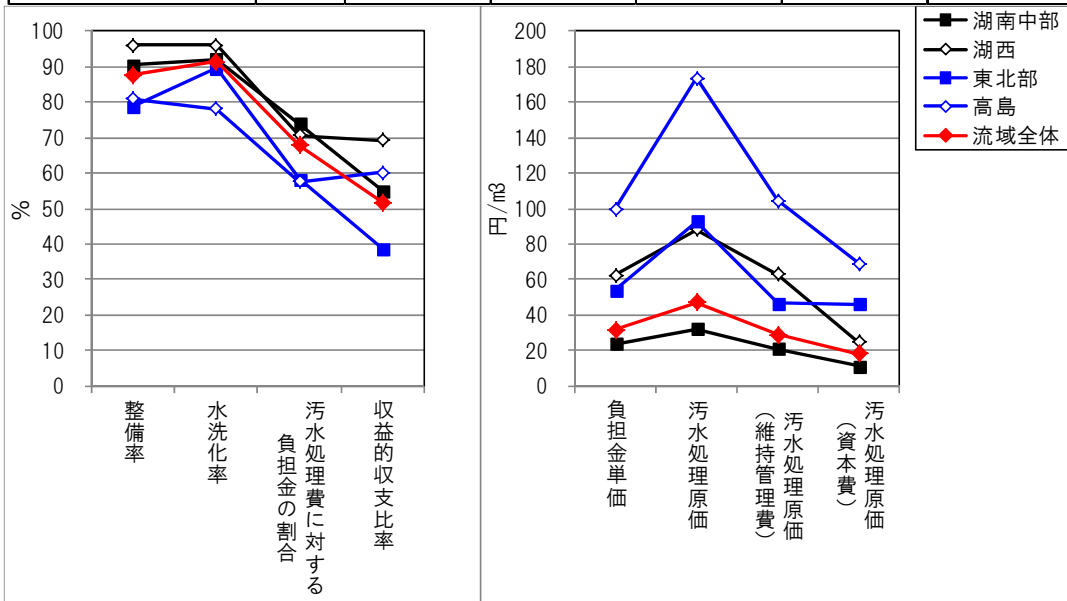 100
90
80
70
60
50
40
30
20
10
0
%
整備率
水洗化率
汚水処理費に対する
負担金の割合
収益的収支比率
200
180
160
140
120
100
80
60
40
20
0
円/m3
負担金単価
汚水処理原価
汚水処理原価
（維持管理費）
汚水処理原価
（資本費）
湖南中部
湖西
東北部
高島
流域全体